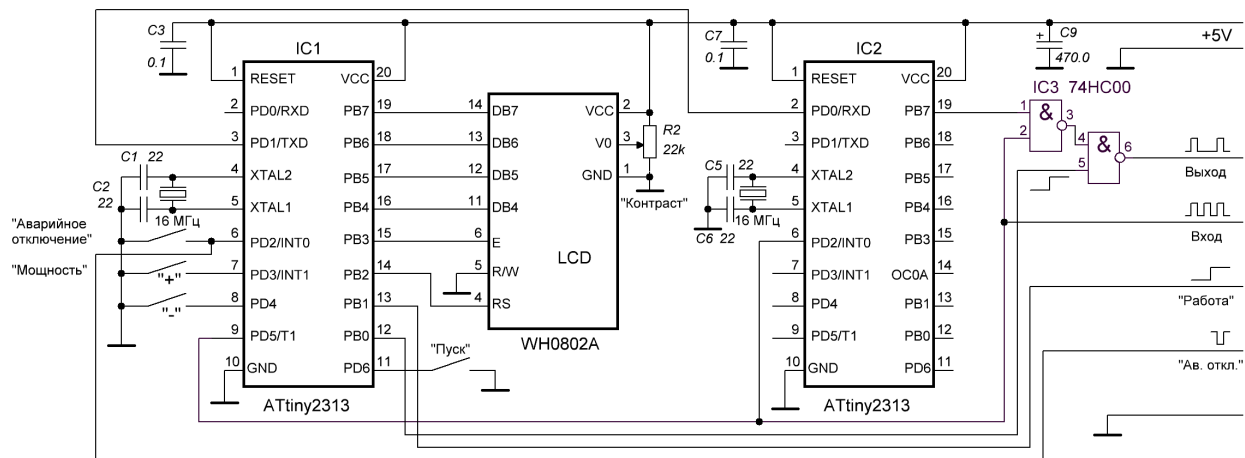 C3
0.1
IC1
1 RESET VCC 20
2 PD0/RXD PB7 19
3 PD1/TXD PB6 18
4 XTAL2 PB5 17
5 XTAL1 PB4 16
6 PD2/INT0 PB3 15
7 PD3/INT1 PB2 14
8 PD4 PB1 13
9 PD5/T1 PB0 12
10 GND PD6 11
ATtiny2313
C1 22
C2
22
16 МГц
"Аварийное
отключение"
"Мощность"
"+"
"-"
"Пуск"
14 DB7 VCC 2
13 DB6 V0 3
12 DB5 GND 1
11 DB4
6 E
5 R/W
4 RS
LCD
WH0802A
R2
22k
"Контраст"
C7
0.1
IC2
1 RESET VCC 20
2 PD0/RXD PB7 19
3 PD1/TXD PB6 18
4 XTAL2 PB5 17
5 XTAL1 PB4 16
6 PD2/INT0 PB3 15
7 PD3/INT1 OC0A 14
8 PD4 PB1 13
9 PD5/T1 PB0 12
10 GND PD6 11
ATtiny2313
C5 22
C6 22
16 МГц
+ C9
470.0
+5V
IC3 74HC00
1
2
&
3
4
5
&
6
Выход
Вход
"Работа"
"Ав. откл."